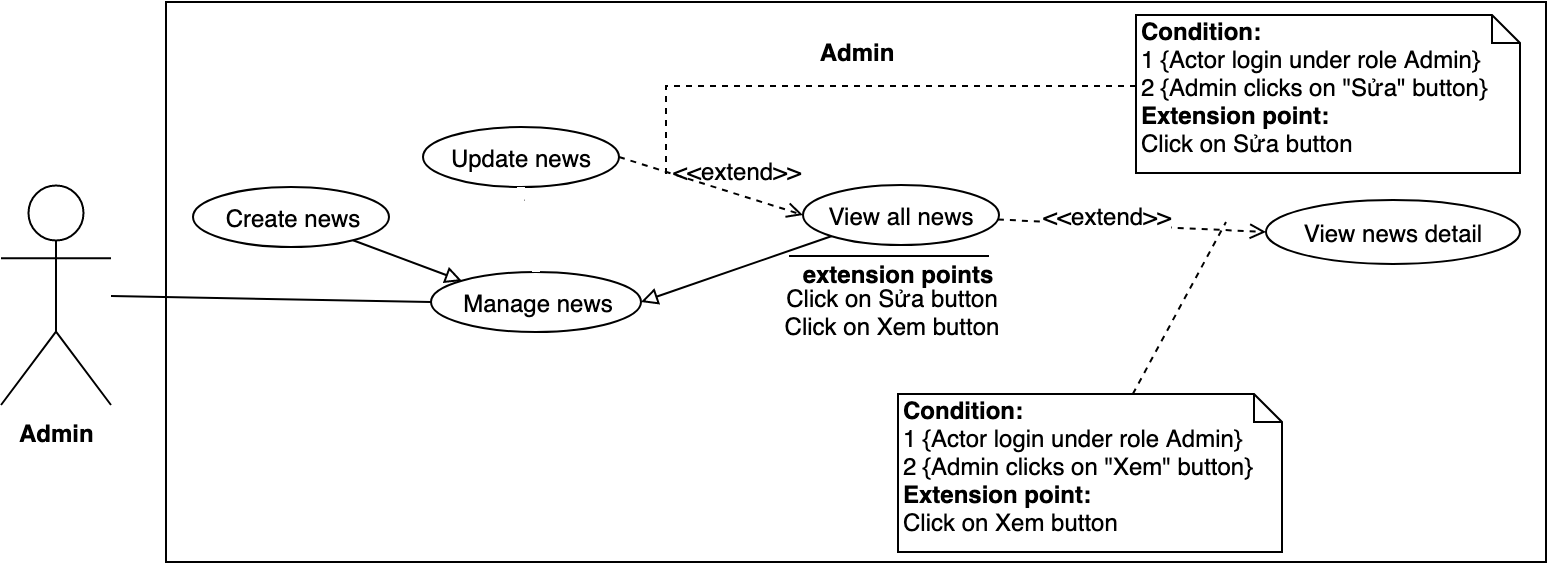 Admin
Condition:
1 {Actor login under role Admin}
2 {Admin clicks on "Sửa" button}
Extension point:
Click on Sửa button
Update news
<<extend>>
Create news
View all news
<<extend>>
View news detail
extension points
Click on Sửa button
Click on Xem button
Manage news
Admin
Condition:
1 {Actor login under role Admin}
2 {Admin clicks on "Xem" button}
Extension point:
Click on Xem button